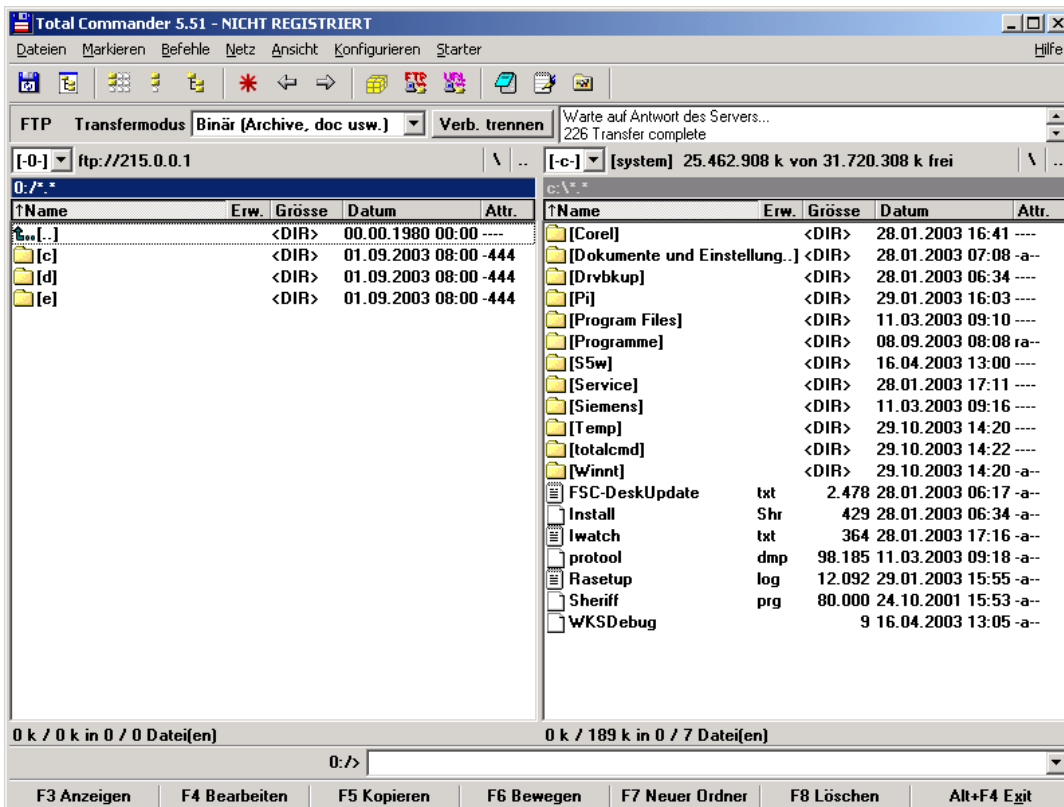 Total Commander 5.51 - NICHT REGISTRIERT
Dateien Markieren Befehle Netz Ansicht Konfigurieren Starter Hilfe
FTP URL
FTP Transfermodus Binär (Archive, doc usw.) Verb. trennen
Warte auf Antwort des Servers...
226 Transfer complete
[-0-] ftp://215.0.0.1 \ ..
0:/*.*
↑Name Erw. Grösse Datum Attr.
[..] <DIR> 00.00.1980 00:00 ----
[c] <DIR> 01.09.2003 08:00 -444
[d] <DIR> 01.09.2003 08:00 -444
[e] <DIR> 01.09.2003 08:00 -444
0 k / 0 k in 0 / 0 Datei(en)
[-c-] [system] 25.462.908 k von 31.720.308 k frei \ ..
c:\*.*
↑Name Erw. Grösse Datum Attr.
[Corel] <DIR> 28.01.2003 16:41 ----
[Dokumente und Einstellung..] <DIR> 28.01.2003 07:08 -a--
[Drvbkup] <DIR> 28.01.2003 06:34 ----
[Pi] <DIR> 29.01.2003 16:03 ----
[Program Files] <DIR> 11.03.2003 09:10 ----
[Programme] <DIR> 08.09.2003 08:08 ra--
[S5w] <DIR> 16.04.2003 13:00 ----
[Service] <DIR> 28.01.2003 17:11 ----
[Siemens] <DIR> 11.03.2003 09:16 ----
[Temp] <DIR> 29.10.2003 14:20 ----
[totalcmd] <DIR> 29.10.2003 14:22 ----
[Winnt] <DIR> 29.10.2003 14:20 -a--
FSC-DeskUpdate txt 2.478 28.01.2003 06:17 -a--
Install Shr 429 28.01.2003 06:34 -a--
Iwatch txt 364 28.01.2003 17:16 -a--
protool dmp 98.185 11.03.2003 09:18 -a--
Rasetup log 12.092 29.01.2003 15:55 -a--
Sheriff prg 80.000 24.10.2001 15:53 -a--
WKSDebug 9 16.04.2003 13:05 -a--
0 k / 189 k in 0 / 7 Datei(en)
0:/>
F3 Anzeigen F4 Bearbeiten F5 Kopieren F6 Bewegen F7 Neuer Ordner F8 Löschen Alt+F4 Exit